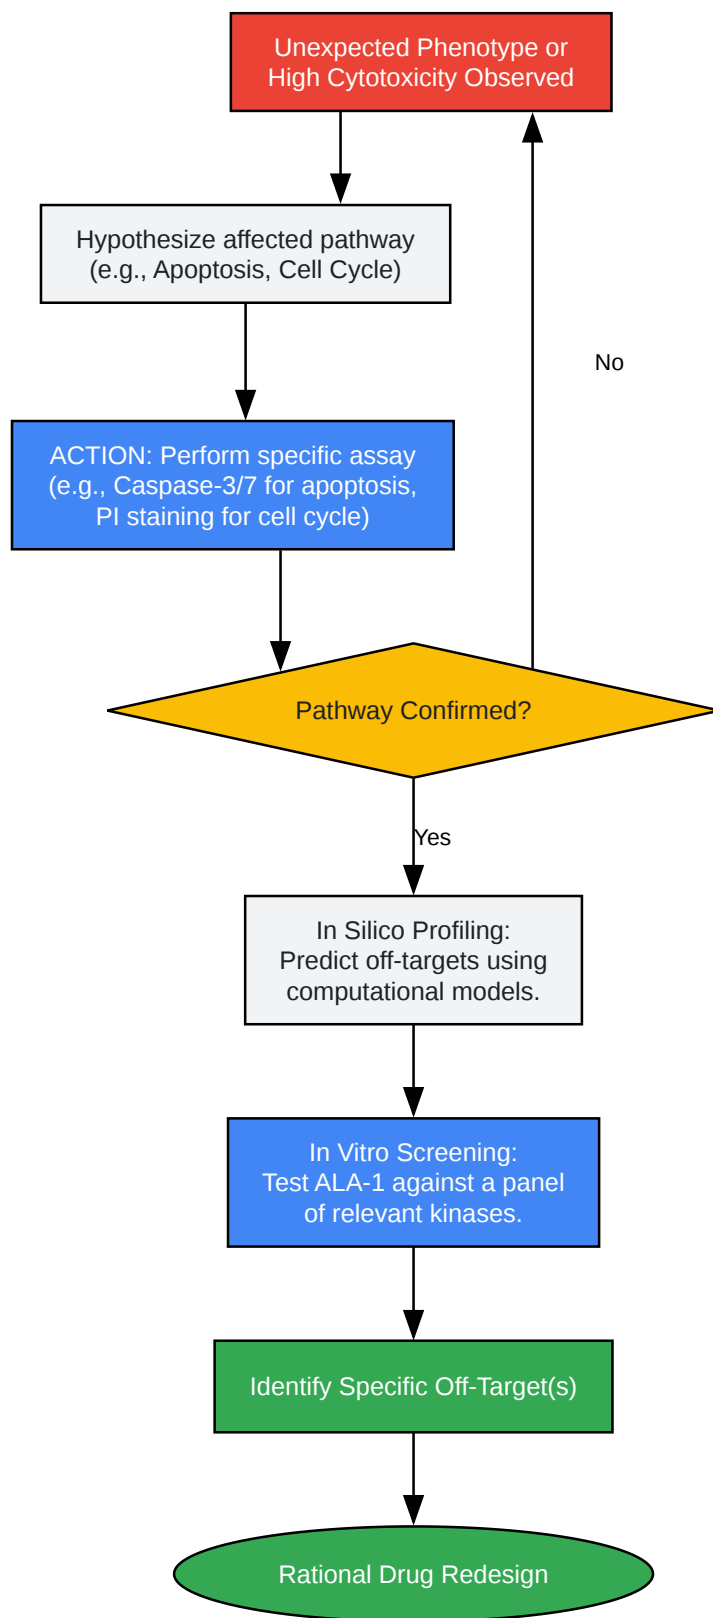 Unexpected Phenotype or
High Cytotoxicity Observed
Hypothesize affected pathway
(e.g., Apoptosis, Cell Cycle)
No
ACTION: Perform specific assay
(e.g., Caspase-3/7 for apoptosis,
PI staining for cell cycle)
Pathway Confirmed?
Yes
In Silico Profiling:
Predict off-targets using
computational models.
In Vitro Screening:
Test ALA-1 against a panel
of relevant kinases.
Identify Specific Off-Target(s)
Rational Drug Redesign